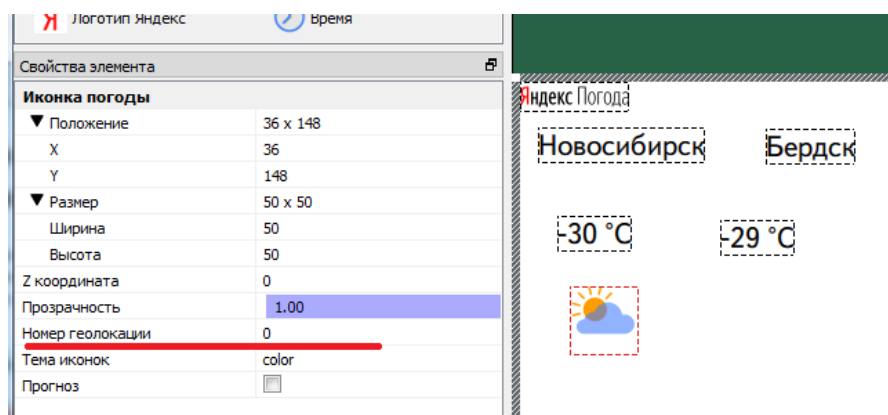 Логотип Яндекс Время
Свойства элемента
Иконка погоды
Положение 36 x 148
X 36
Y 148
Размер 50 x 50
Ширина 50
Высота 50
Z координата 0
Прозрачность 1.00
Номер геолокации 0
Тема иконок color
Прогноз
Яндекс Погода
Новосибирск Бердск
-30 °C -29 °C